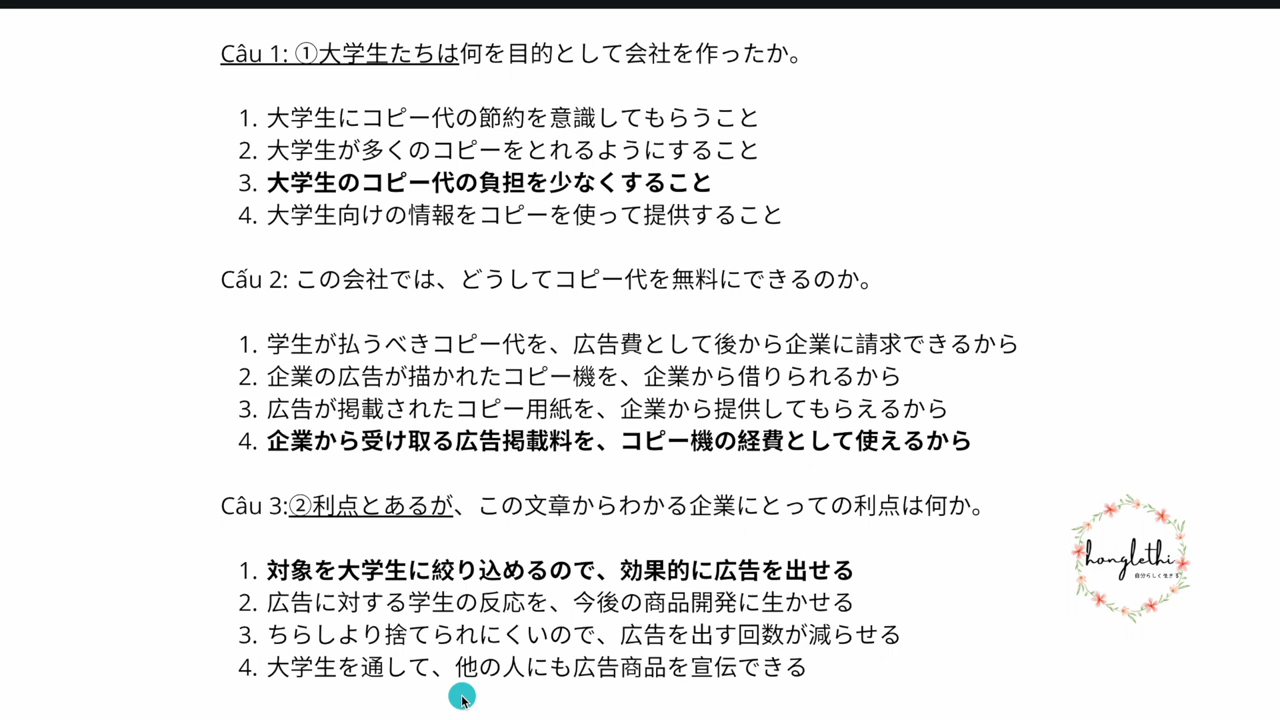 Câu 1: ①大学生たちは何を目的として会社を作ったか。
1. 大学生にコピー代の節約を意識してもらうこと
2. 大学生が多くのコピーをとれるようにすること
3. 大学生のコピー代の負担を少なくすること
4. 大学生向けの情報をコピーを使って提供すること
Cấu 2: この会社では、どうしてコピー代を無料にできるのか。
1. 学生が払うべきコピー代を、広告費として後から企業に請求できるから
2. 企業の広告が描かれたコピー機を、企業から借りられるから
3. 広告が掲載されたコピー用紙を、企業から提供してもらえるから
4. 企業から受け取る広告掲載料を、コピー機の経費として使えるから
Câu 3:②利点とあるが、この文章からわかる企業にとっての利点は何か。
1. 対象を大学生に絞り込めるので、効果的に広告を出せる
2. 広告に対する学生の反応を、今後の商品開発に生かせる
3. ちらしより捨てられにくいので、広告を出す回数が減らせる
4. 大学生を通して、他の人にも広告商品を宣伝できる
honglethi
自分らしく生きる